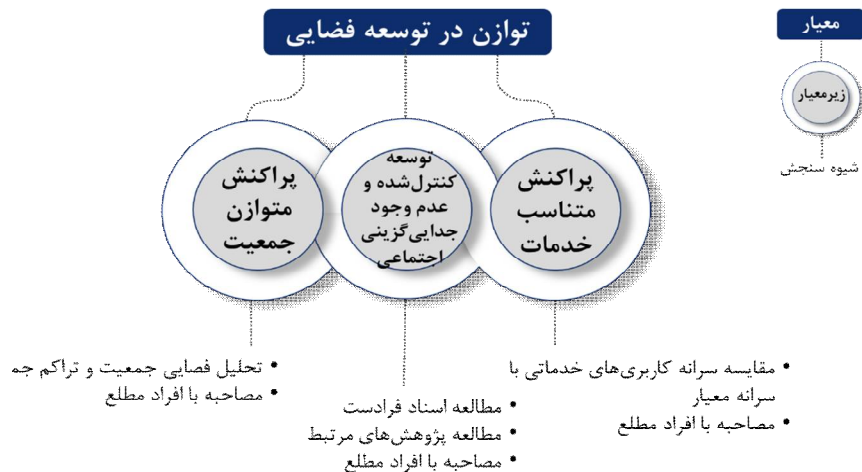 توازن در توسعه فضایی
معیار
زیرمعیار
شیوه سنجش
پراکنش
متناسب
خدمات
توسعه
کنترل‌شده و
عدم وجود
جدایی‌گزینی
اجتماعی
پراکنش
متوازن
جمعیت
• مقایسه سرانه کاربری‌های خدماتی با
سرانه معیار
• مصاحبه با افراد مطلع
• مطالعه اسناد فرادست
• مطالعه پژوهش‌های مرتبط
• مصاحبه با افراد مطلع
• تحلیل فضایی جمعیت و تراکم جم
• مصاحبه با افراد مطلع